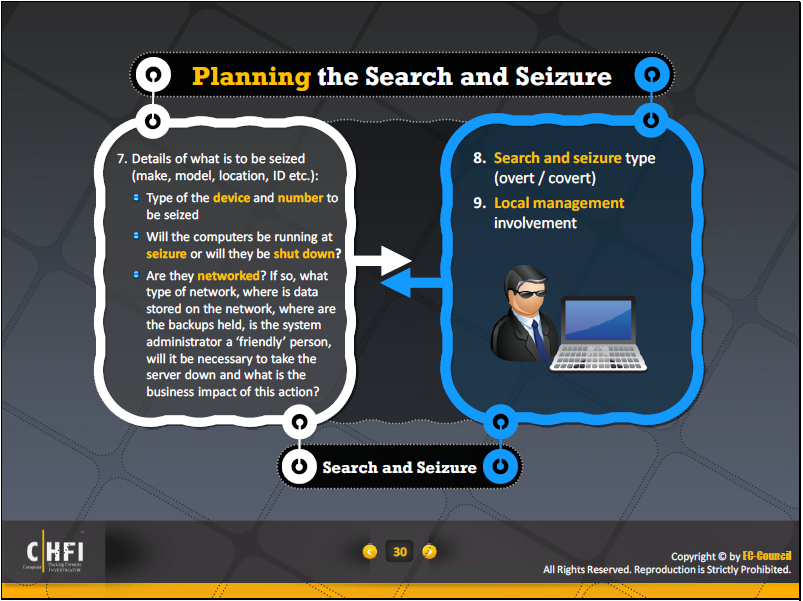 Planning the Search and Seizure
7. Details of what is to be seized
(make, model, location, ID etc.):
Type of the device and number to
be seized
Will the computers be running at
seizure or will they be shut down?
Are they networked? If so, what
type of network, where is data
stored on the network, where are
the backups held, is the system
administrator a ‘friendly’ person,
will it be necessary to take the
server down and what is the
business impact of this action?
8. Search and seizure type
(overt / covert)
9. Local management
involvement
Search and Seizure
CHFI
Computer Hacking Forensic
INVESTIGATOR
30
Copyright © by EC-Council
All Rights Reserved. Reproduction is Strictly Prohibited.